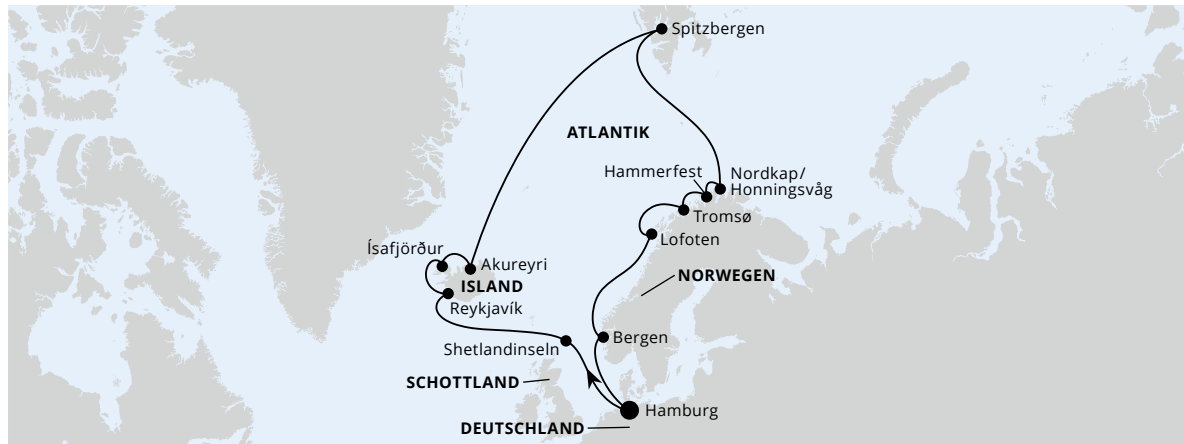 Spitzbergen
ATLANTIK
Hammerfest
Nordkap/
Honningsvåg
Tromsø
Lofoten
Ísafjörður
Akureyri
ISLAND
NORWEGEN
Reykjavík
Bergen
Shetlandinseln
SCHOTTLAND
Hamburg
DEUTSCHLAND